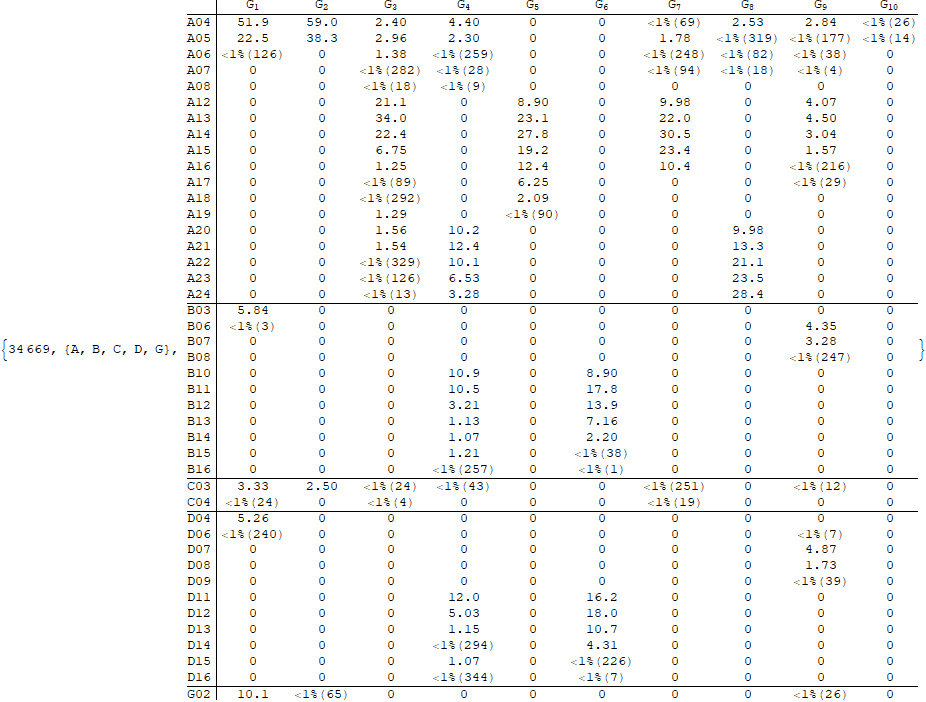 G1 G2 G3 G4 G5 G6 G7 G8 G9 G10
A04 51.9 59.0 2.40 4.40 0 0 <1%(69) 2.53 2.84 <1%(26)
A05 22.5 38.3 2.96 2.30 0 0 1.78 <1%(319) <1%(177) <1%(14)
A06 <1%(126) 0 1.38 <1%(259) 0 0 <1%(248) <1%(82) <1%(38) 0
A07 0 0 <1%(282) <1%(28) 0 0 <1%(94) <1%(18) <1%(4) 0
A08 0 0 <1%(18) <1%(9) 0 0 0 0 0 0
A12 0 0 21.1 0 8.90 0 9.98 0 4.07 0
A13 0 0 34.0 0 23.1 0 22.0 0 4.50 0
A14 0 0 22.4 0 27.8 0 30.5 0 3.04 0
A15 0 0 6.75 0 19.2 0 23.4 0 1.57 0
A16 0 0 1.25 0 12.4 0 10.4 0 <1%(216) 0
A17 0 0 <1%(89) 0 6.25 0 0 0 <1%(29) 0
A18 0 0 <1%(292) 0 2.09 0 0 0 0 0
A19 0 0 1.29 0 <1%(90) 0 0 0 0 0
A20 0 0 1.56 10.2 0 0 0 9.98 0 0
A21 0 0 1.54 12.4 0 0 0 13.3 0 0
A22 0 0 <1%(329) 10.1 0 0 0 21.1 0 0
A23 0 0 <1%(126) 6.53 0 0 0 23.5 0 0
A24 0 0 <1%(13) 3.28 0 0 0 28.4 0 0
B03 5.84 0 0 0 0 0 0 0 0 0
B06 <1%(3) 0 0 0 0 0 0 0 4.35 0
B07 0 0 0 0 0 0 0 0 3.28 0
{34669, {A, B, C, D, G}, B08 0 0 0 0 0 0 0 0 <1%(247) 0 }
B10 0 0 0 10.9 0 8.90 0 0 0 0
B11 0 0 0 10.5 0 17.8 0 0 0 0
B12 0 0 0 3.21 0 13.9 0 0 0 0
B13 0 0 0 1.13 0 7.16 0 0 0 0
B14 0 0 0 1.07 0 2.20 0 0 0 0
B15 0 0 0 1.21 0 <1%(38) 0 0 0 0
B16 0 0 0 <1%(257) 0 <1%(1) 0 0 0 0
C03 3.33 2.50 <1%(24) <1%(43) 0 0 <1%(251) 0 <1%(12) 0
C04 <1%(24) 0 <1%(4) 0 0 0 <1%(19) 0 0 0
D04 5.26 0 0 0 0 0 0 0 0 0
D06 <1%(240) 0 0 0 0 0 0 0 <1%(7) 0
D07 0 0 0 0 0 0 0 0 4.87 0
D08 0 0 0 0 0 0 0 0 1.73 0
D09 0 0 0 0 0 0 0 0 <1%(39) 0
D11 0 0 0 12.0 0 16.2 0 0 0 0
D12 0 0 0 5.03 0 18.0 0 0 0 0
D13 0 0 0 1.15 0 10.7 0 0 0 0
D14 0 0 0 <1%(294) 0 4.31 0 0 0 0
D15 0 0 0 1.07 0 <1%(226) 0 0 0 0
D16 0 0 0 <1%(344) 0 <1%(7) 0 0 0 0
G02 10.1 <1%(65) 0 0 0 0 0 0 <1%(26) 0